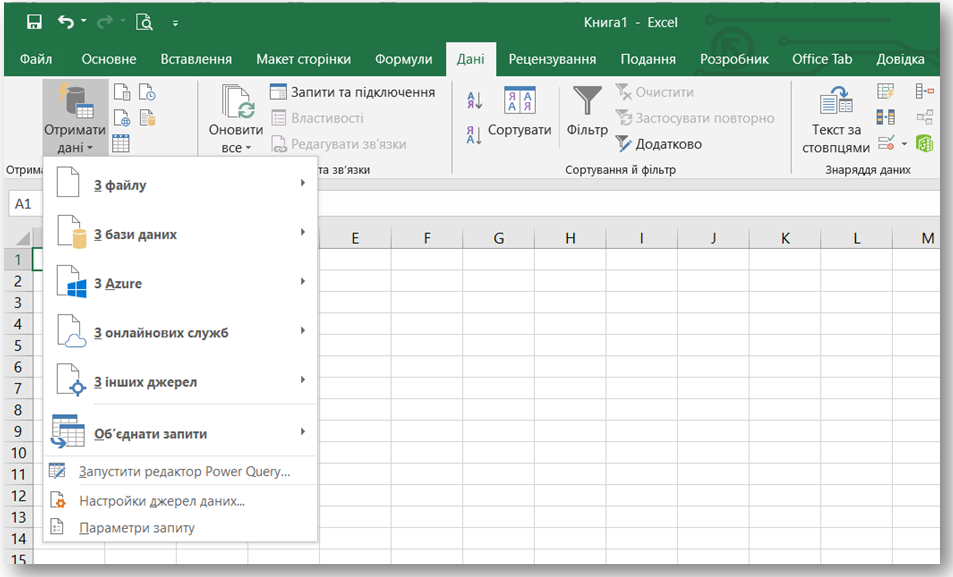 Книга1 - Excel
Файл Основне Вставлення Макет сторінки Формули Дані Рецензування Подання Розробник Office Tab Довідка
Отримати дані
Оновити все
Запити та підключення
Властивості
Редагувати зв'язки
А Я
Я А
Я А
А Я
Сортувати
Фільтр
Очистити
Застосувати повторно
Додатково
Текст за стовпцями
Отрима
та зв'язки
Сортування й фільтр
Знаряддя даних
A1
З файлу
З бази даних
З Azure
З онлайнових служб
З інших джерел
Об'єднати запити
Запустити редактор Power Query...
Настройки джерел даних...
Параметри запиту
E F G H I J K L M
1
2
3
4
5
6
7
8
9
10
11
12
13
14
15